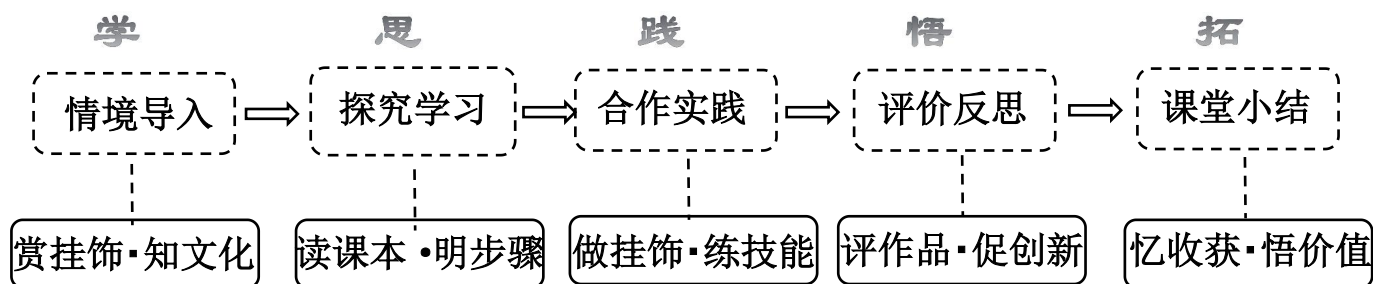 学 思 践 悟 拓
情境导入 探究学习 合作实践 评价反思 课堂小结
赏挂饰·知文化 读课本·明步骤 做挂饰·练技能 评作品·促创新 忆收获·悟价值